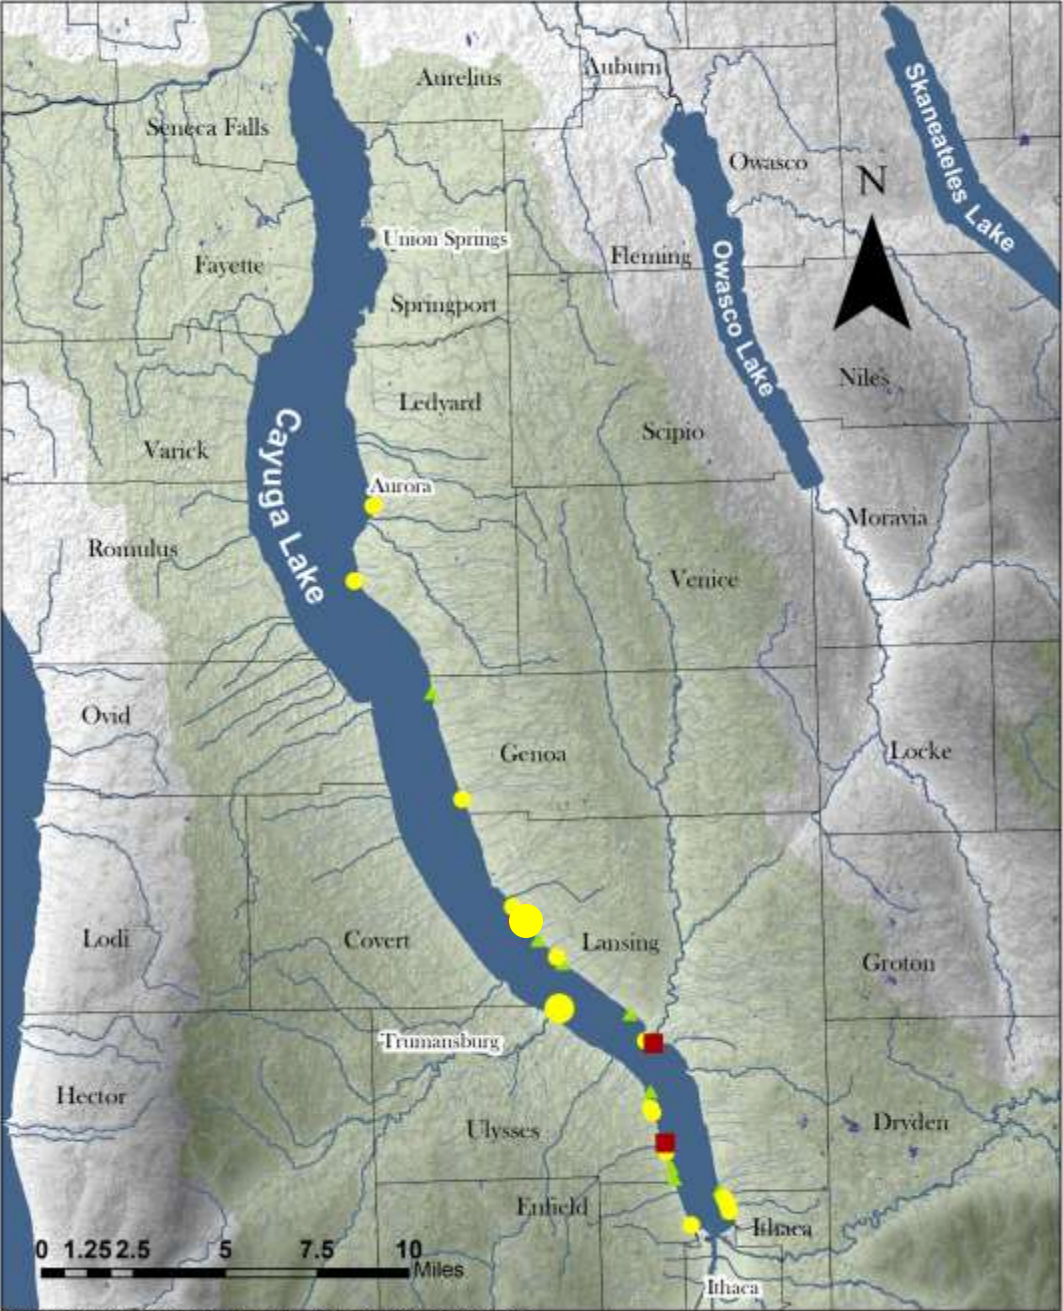 Auburn
Aurelius
Skaneateles Lake
Seneca Falls
Owasco
N
Union Springs
Fleming
Fayette
Owasco Lake
Springport
Niles
Ledyard
Cayuga Lake
Scipio
Varick
Aurora
Moravia
Romulus
Venice
Ovid
Genoa
Locke
Lodi
Covert
Lansing
Groton
Trumansburg
Hector
Ulysses
Dryden
Enfield
Ithaca
0 1.25 2.5 5 7.5 10
Miles
Ithaca